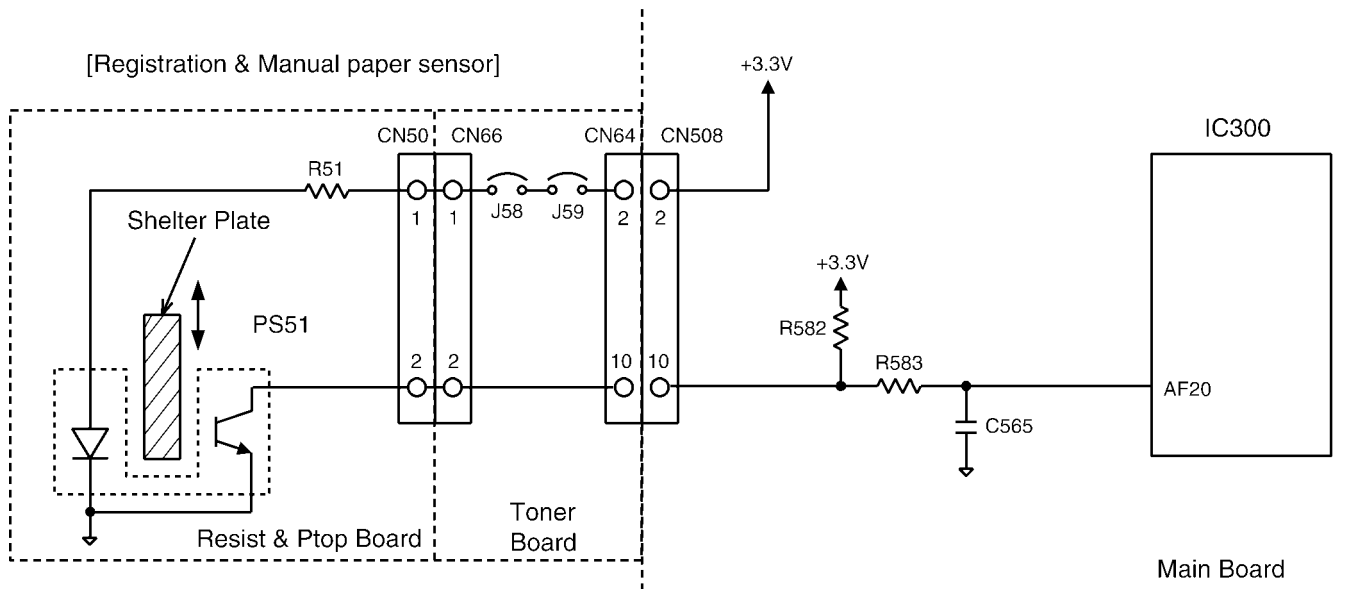 [Registration & Manual paper sensor]
+3.3V
IC300
CN50
CN66
CN64
CN508
R51
J58
J59
1
1
2
2
Shelter Plate
+3.3V
PS51
R582
2
2
10
10
R583
AF20
C565
Toner
Board
Resist & Ptop Board
Main Board